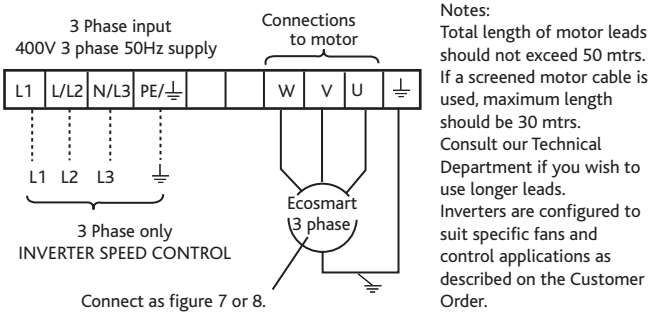 3 Phase input
400V 3 phase 50Hz supply
Connections
to motor
L1 L/L2 N/L3 PE/⏚ W V U ⏚
L1 L2 L3 ⏚
3 Phase only
INVERTER SPEED CONTROL
Ecosmart
3 phase
Connect as figure 7 or 8.
Notes:
Total length of motor leads
should not exceed 50 mtrs.
If a screened motor cable is
used, maximum length
should be 30 mtrs.
Consult our Technical
Department if you wish to
use longer leads.
Inverters are configured to
suit specific fans and
control applications as
described on the Customer
Order.